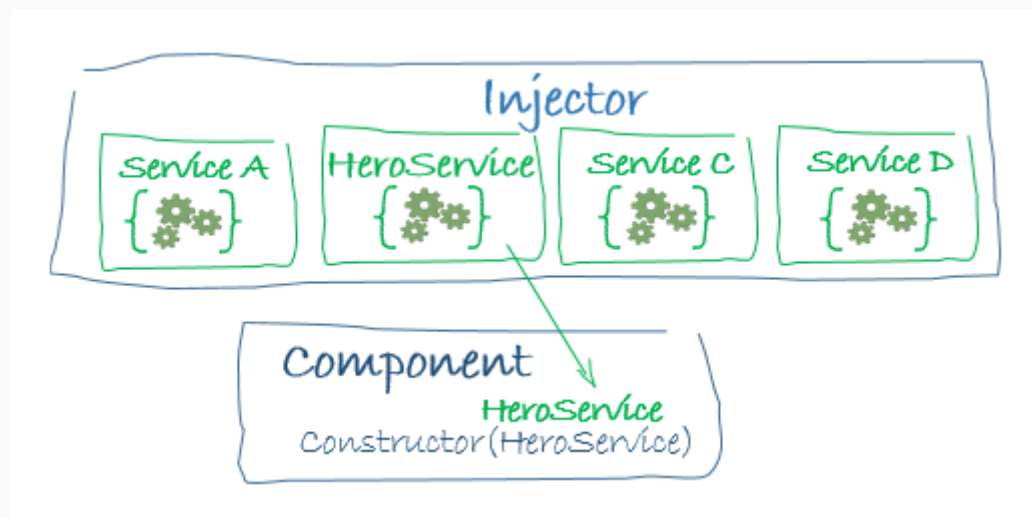 Injector
Service A
HeroService
Service C
Service D
Component
HeroService
Constructor(HeroService)